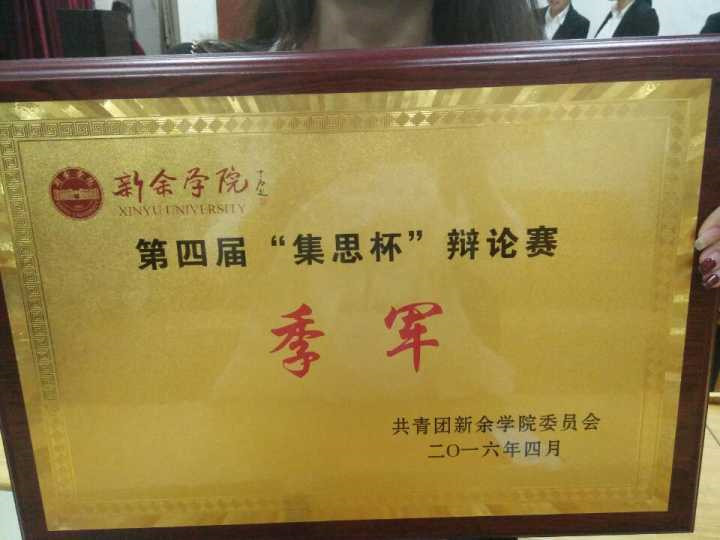 新余学院
XINYU UNIVERSITY
第四届“集思杯”辩论赛
季军
共青团新余学院委员会
二〇一六年四月